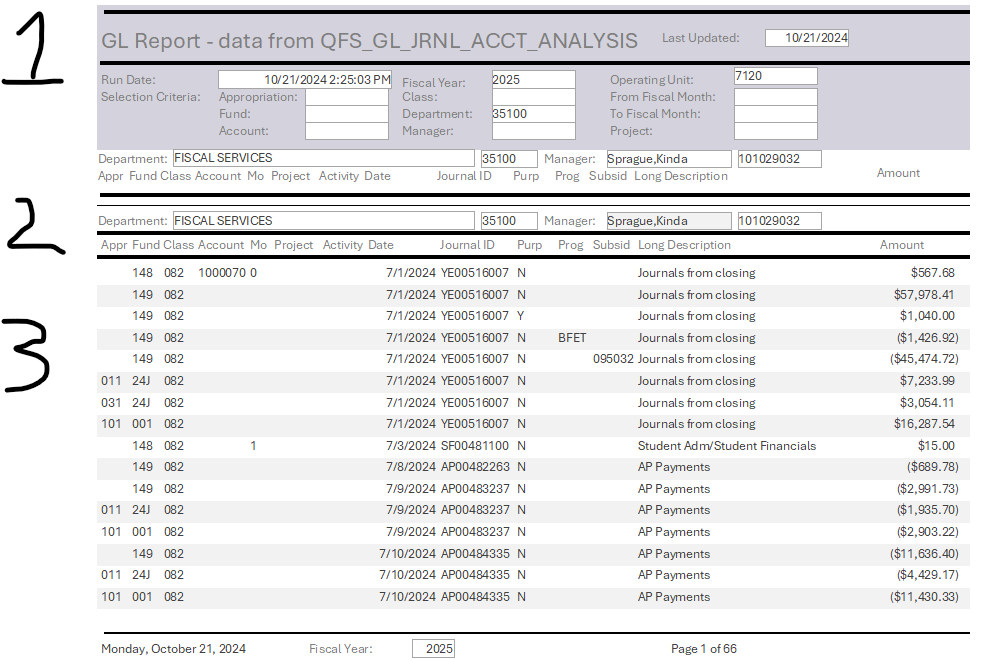 1
GL Report - data from QFS_GL_JRNL_ACCT_ANALYSIS Last Updated: 10/21/2024
Run Date: 10/21/2024 2:25:03 PM Fiscal Year: 2025 Operating Unit: 7120
Selection Criteria: Appropriation: Class: From Fiscal Month:
Fund: Department: 35100 To Fiscal Month:
Account: Manager: Project:
Department: FISCAL SERVICES 35100 Manager: Sprague,Kinda 101029032
Appr Fund Class Account Mo Project Activity Date Journal ID Purp Prog Subsid Long Description Amount
2
Department: FISCAL SERVICES 35100 Manager: Sprague,Kinda 101029032
Appr Fund Class Account Mo Project Activity Date Journal ID Purp Prog Subsid Long Description Amount
148 082 1000070 0 7/1/2024 YE00516007 N Journals from closing $567.68
149 082 7/1/2024 YE00516007 N Journals from closing $57,978.41
149 082 7/1/2024 YE00516007 Y Journals from closing $1,040.00
3
149 082 7/1/2024 YE00516007 N BFET Journals from closing ($1,426.92)
149 082 7/1/2024 YE00516007 N 095032 Journals from closing ($45,474.72)
011 24J 082 7/1/2024 YE00516007 N Journals from closing $7,233.99
031 24J 082 7/1/2024 YE00516007 N Journals from closing $3,054.11
101 001 082 7/1/2024 YE00516007 N Journals from closing $16,287.54
148 082 1 7/3/2024 SF00481100 N Student Adm/Student Financials $15.00
149 082 7/8/2024 AP00482263 N AP Payments ($689.78)
149 082 7/9/2024 AP00483237 N AP Payments ($2,991.73)
011 24J 082 7/9/2024 AP00483237 N AP Payments ($1,935.70)
101 001 082 7/9/2024 AP00483237 N AP Payments ($2,903.22)
149 082 7/10/2024 AP00484335 N AP Payments ($11,636.40)
011 24J 082 7/10/2024 AP00484335 N AP Payments ($4,429.17)
101 001 082 7/10/2024 AP00484335 N AP Payments ($11,430.33)
Monday, October 21, 2024 Fiscal Year: 2025 Page 1 of 66